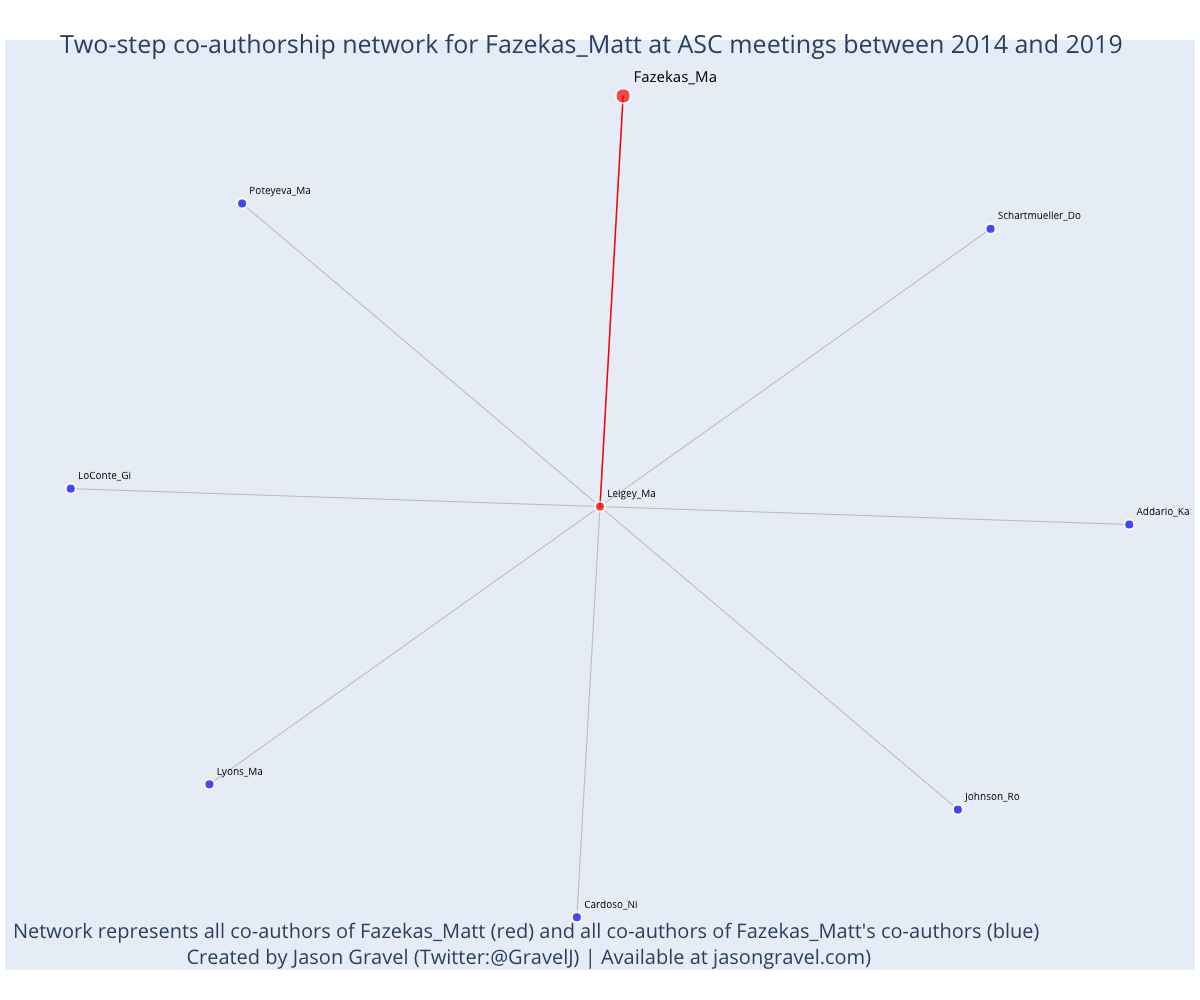 Two-step co-authorship network for Fazekas_Matt at ASC meetings between 2014 and 2019
Fazekas_Ma
Poteyeva_Ma
Schartmueller_Do
LoConte_Gi
Leigey_Ma
Addario_Ka
Lyons_Ma
Johnson_Ro
Cardoso_Ni
Network represents all co-authors of Fazekas_Matt (red) and all co-authors of Fazekas_Matt's co-authors (blue)
Created by Jason Gravel (Twitter:@GravelJ) | Available at jasongravel.com)